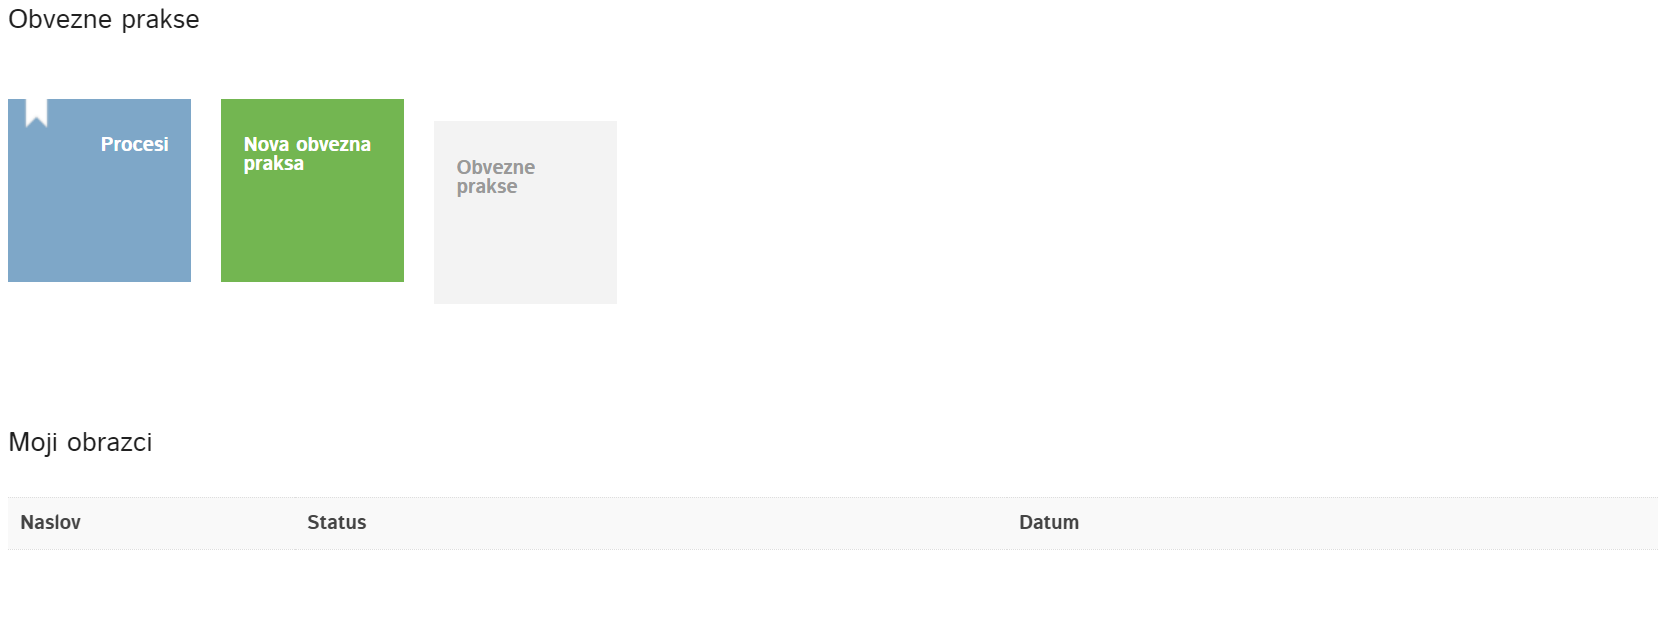 Obvezne prakse
Procesi
Nova obvezna
praksa
Obvezne
prakse
Moji obrazci
Naslov Status Datum